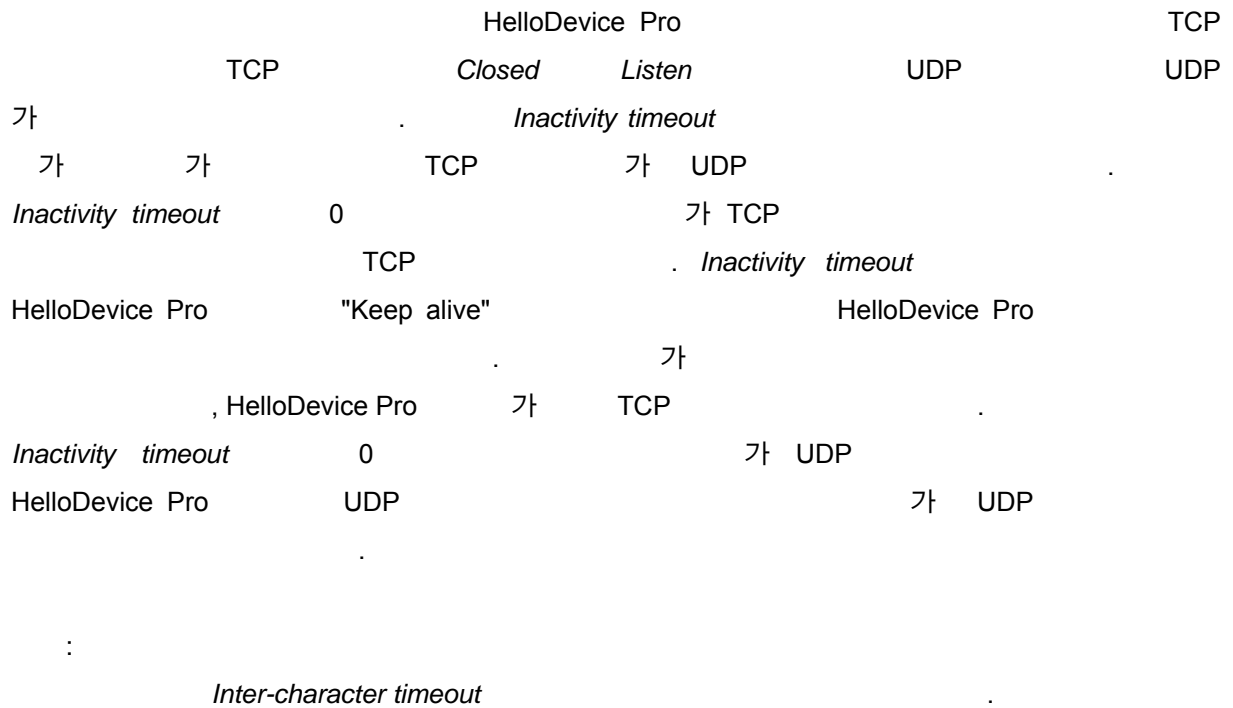 HelloDevice Pro TCP
TCP Closed Listen UDP UDP
가 . Inactivity timeout
가 가 TCP 가 UDP .
Inactivity timeout 0 가 TCP
TCP . Inactivity timeout
HelloDevice Pro "Keep alive" HelloDevice Pro
. 가
, HelloDevice Pro 가 TCP .
Inactivity timeout 0 가 UDP
HelloDevice Pro UDP 가 UDP
.
:
Inter-character timeout .